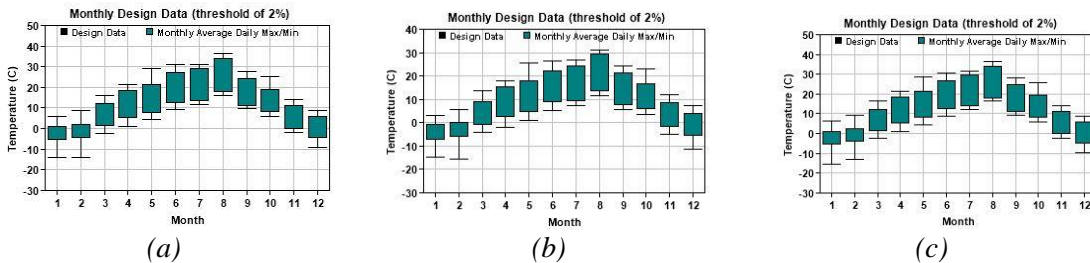 Monthly Design Data (threshold of 2%)
Design Data Monthly Average Daily Max/Min
Temperature (C)
50
40
30
20
10
0
-10
-20
-30
1 2 3 4 5 6 7 8 9 10 11 12
Month
(a)
Monthly Design Data (threshold of 2%)
Design Data Monthly Average Daily Max/Min
Temperature (C)
50
40
30
20
10
0
-10
-20
-30
1 2 3 4 5 6 7 8 9 10 11 12
Month
(b)
Monthly Design Data (threshold of 2%)
Design Data Monthly Average Daily Max/Min
Temperature (C)
50
40
30
20
10
0
-10
-20
-30
1 2 3 4 5 6 7 8 9 10 11 12
Month
(c)